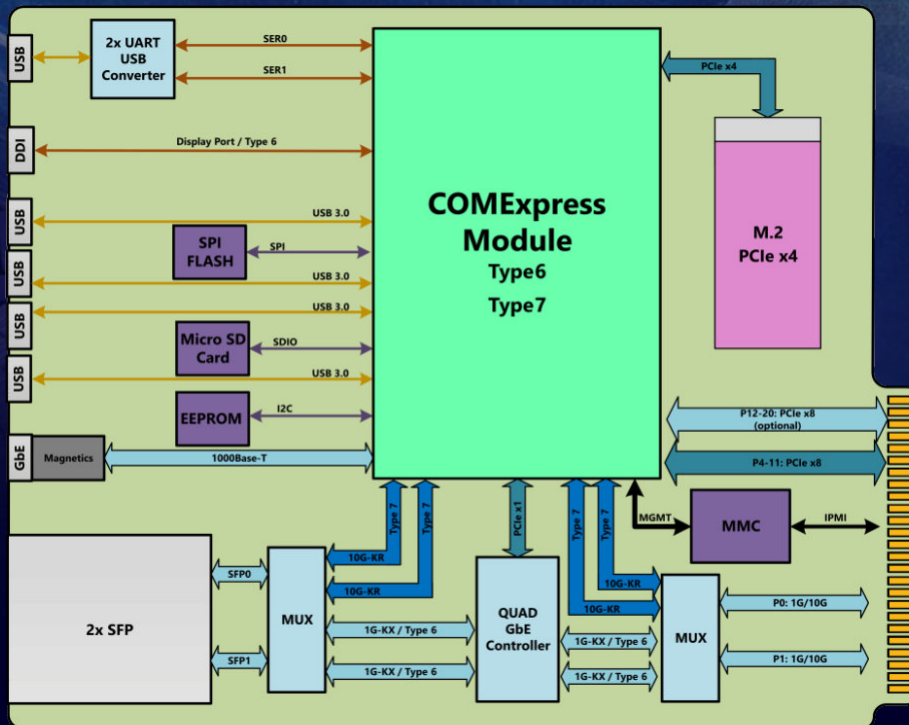 USB
2x UART
USB
Converter
SER0
SER1
PCIe x4
DDI
Display Port / Type 6
COMExpress
Module
Type6
Type7
M.2
PCIe x4
USB
USB 3.0
SPI
FLASH
SPI
USB
USB 3.0
USB
USB 3.0
Micro SD
Card
SDIO
USB
USB 3.0
EEPROM
I2C
P12-20: PCIe x8
(optional)
GbE
Magnetics
1000Base-T
P4-11: PCIe x8
Type 7
Type 7
PCIe x1
Type 7
Type 7
MGMT
MMC
IPMI
10G-KR
10G-KR
10G-KR
10G-KR
2x SFP
SFP0
SFP1
MUX
1G-KX / Type 6
1G-KX / Type 6
QUAD
GbE
Controller
1G-KX / Type 6
1G-KX / Type 6
MUX
P0: 1G/10G
P1: 1G/10G